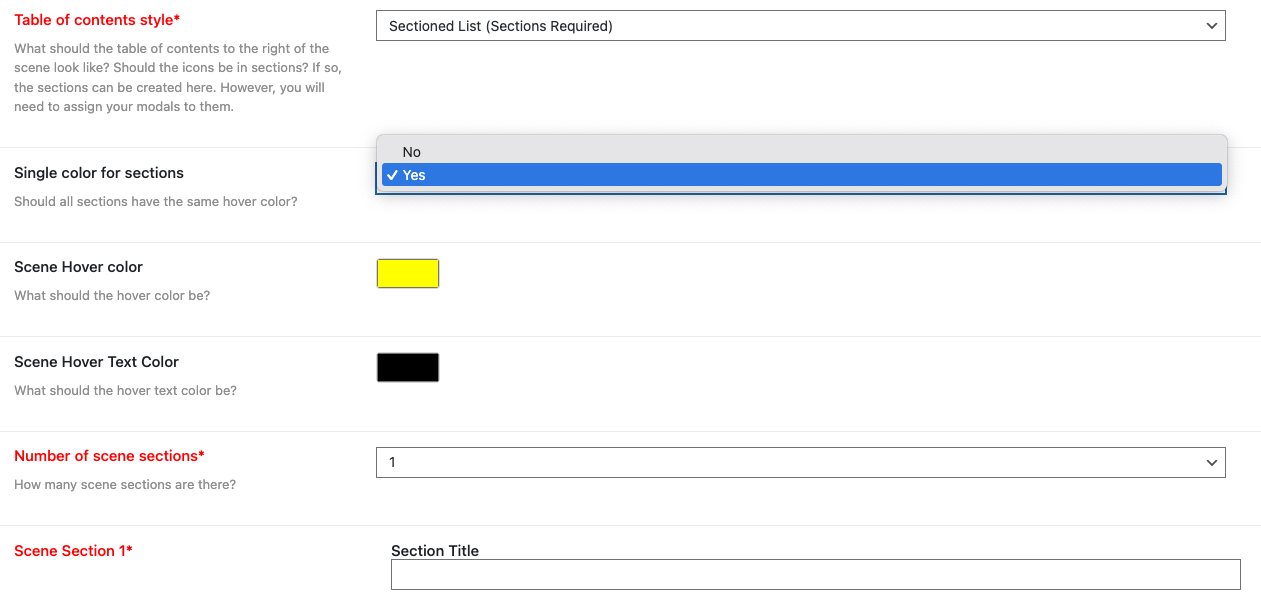 Table of contents style*
Sectioned List (Sections Required)
What should the table of contents to the right of the
scene look like? Should the icons be in sections? If so,
the sections can be created here. However, you will
need to assign your modals to them.
No
Single color for sections
✓ Yes
Should all sections have the same hover color?
Scene Hover color
What should the hover color be?
Scene Hover Text Color
What should the hover text color be?
Number of scene sections*
1
How many scene sections are there?
Scene Section 1*
Section Title